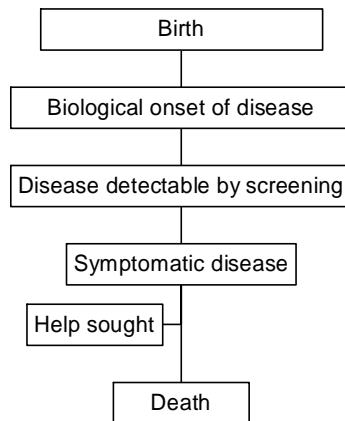 Birth
Biological onset of disease
Disease detectable by screening
Symptomatic disease
Help sought
Death